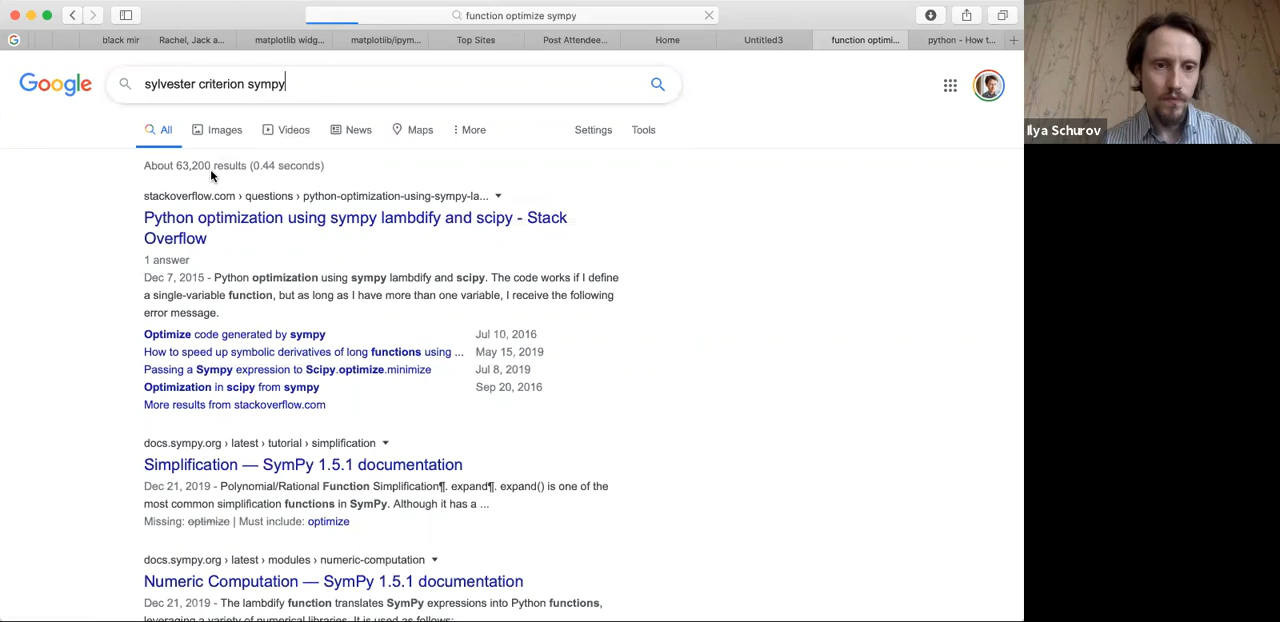 function optimize sympy
black mir
Rachel, Jack a...
matplotlib widg...
matplotlib/ipym...
Top Sites
Post Attendee...
Home
Untitled3
function optimi...
python - How t...
Google
sylvester criterion sympy
All
Images
Videos
News
Maps
More
Settings
Tools
Ilya Schurov
About 63,200 results (0.44 seconds)
stackoverflow.com › questions › python-optimization-using-sympy-la...
Python optimization using sympy lambdify and scipy - Stack
Overflow
1 answer
Dec 7, 2015 - Python optimization using sympy lambdify and scipy. The code works if I define
a single-variable function, but as long as I have more than one variable, I receive the following
error message.
Optimize code generated by sympy Jul 10, 2016
How to speed up symbolic derivatives of long functions using ... May 15, 2019
Passing a Sympy expression to Scipy.optimize.minimize Jul 8, 2019
Optimization in scipy from sympy Sep 20, 2016
More results from stackoverflow.com
docs.sympy.org › latest › tutorial › simplification
Simplification — SymPy 1.5.1 documentation
Dec 21, 2019 - Polynomial/Rational Function Simplification¶. expand¶. expand() is one of the
most common simplification functions in SymPy. Although it has a ...
Missing: optimize | Must include: optimize
docs.sympy.org › latest › modules › numeric-computation
Numeric Computation — SymPy 1.5.1 documentation
Dec 21, 2019 - The lambdify function translates SymPy expressions into Python functions,
leveraging a variety of numerical libraries. It is used as follows: